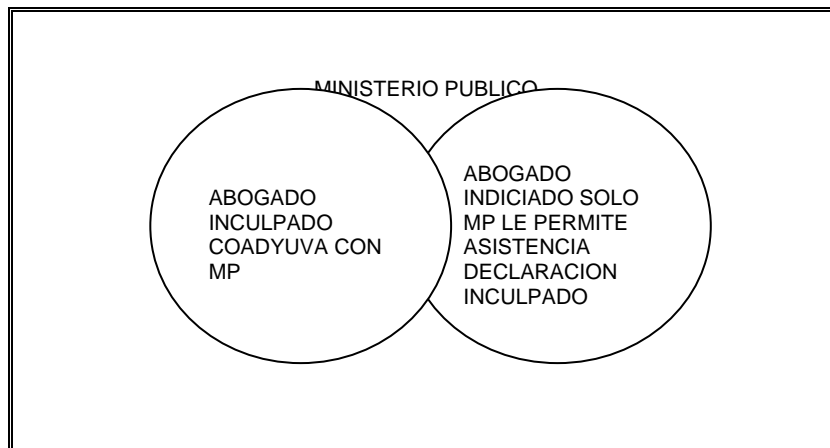 MINISTERIO PUBLICO
ABOGADO
INCULPADO
COADYUVA CON
MP
ABOGADO
INDICIADO SOLO
MP LE PERMITE
ASISTENCIA
DECLARACION
INCULPADO